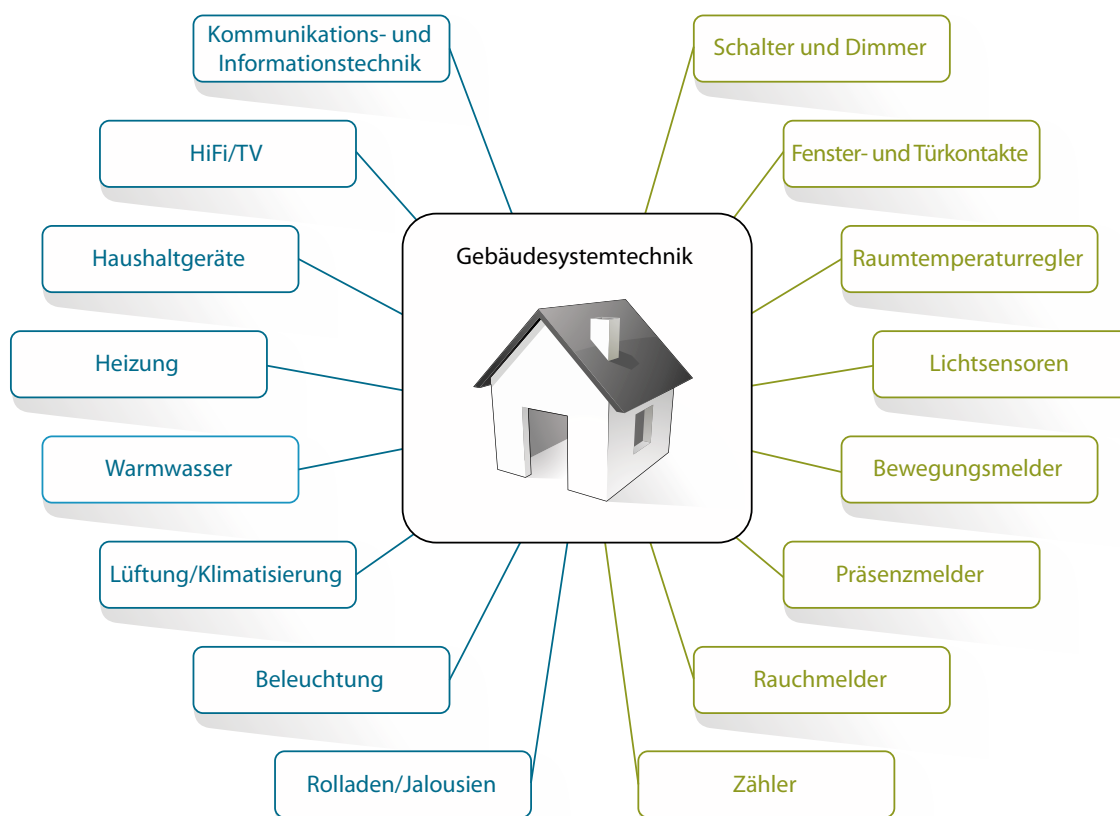 Kommunikations- und
Informationstechnik
HiFi/TV
Haushaltgeräte
Heizung
Warmwasser
Lüftung/Klimatisierung
Beleuchtung
Rolladen/Jalousien
Gebäudesystemtechnik
Schalter und Dimmer
Fenster- und Türkontakte
Raumtemperaturregler
Lichtsensoren
Bewegungsmelder
Präsenzmelder
Rauchmelder
Zähler